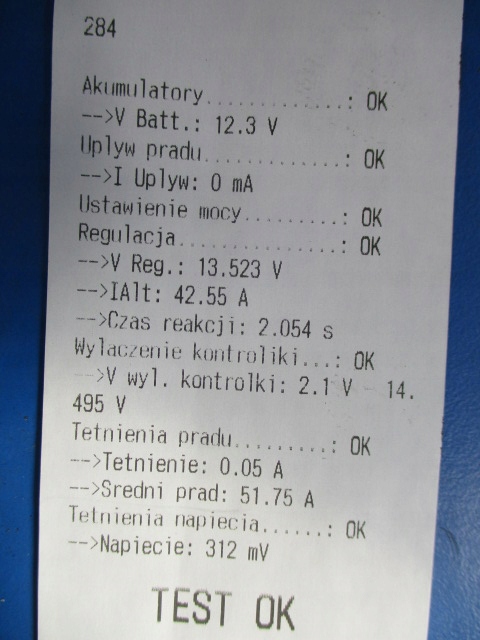 284
Akumulatory..............: OK
-->V Batt.: 12.3 V
Uplyw pradu..............: OK
-->I Uplyw: 0 mA
Ustawienie mocy..........: OK
Regulacja................: OK
-->V Reg.: 13.523 V
-->IAlt: 42.55 A
-->Czas reakcji: 2.054 s
Wylaczenie kontroliki...: OK
-->V wyl. kontrolki: 2.1 V   14.
495 V
Tetnienia pradu..........: OK
-->Tetnienie: 0.05 A
-->Sredni prad: 51.75 A
Tetnienia napiecia.......: OK
-->Napiecie: 312 mV
TEST OK